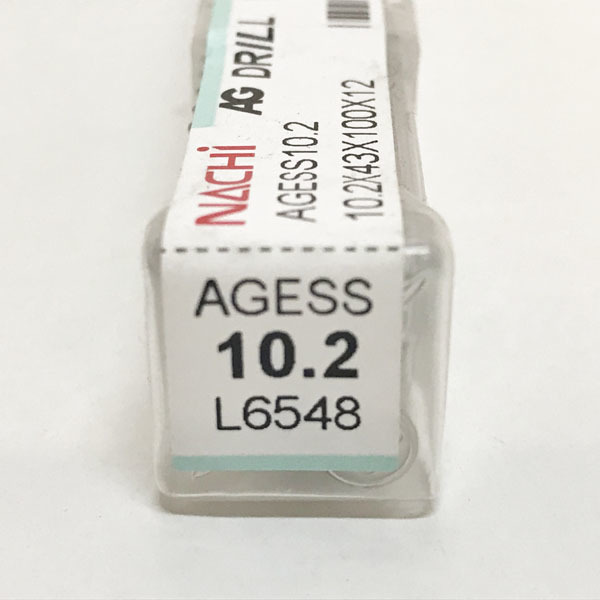 NACHi
AG DRILL
AGESS10.2
10.2X43X100X12
AGESS
10.2
L6548